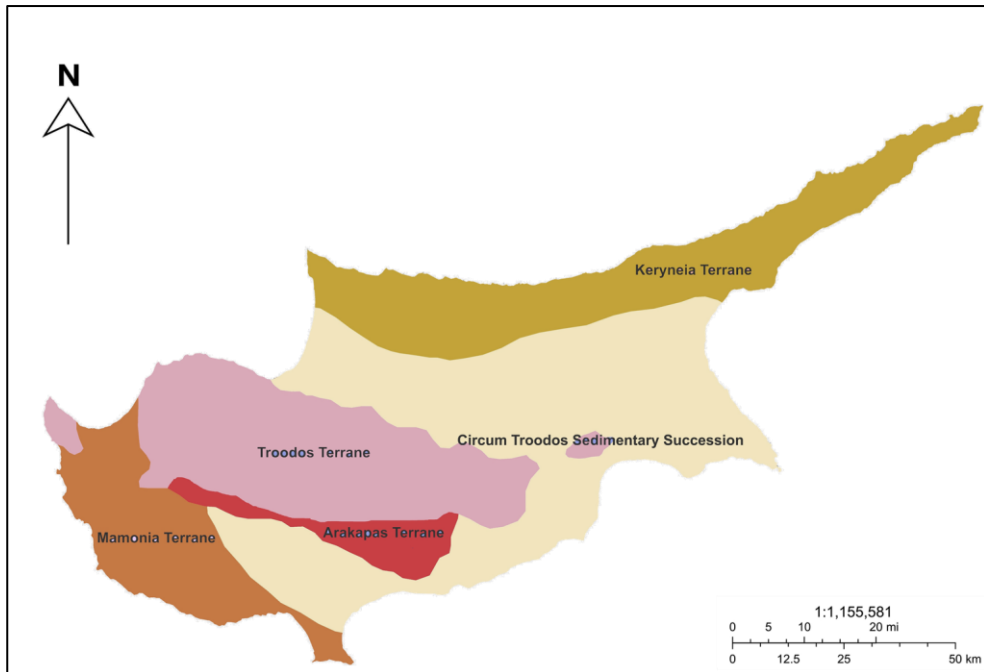 N
Keryneia Terrane
Circum Troodos Sedimentary Succession
Troodos Terrane
Arakapas Terrane
Mamonia Terrane
1:1,155,581
0 5 10 20 mi
0 12.5 25 50 km